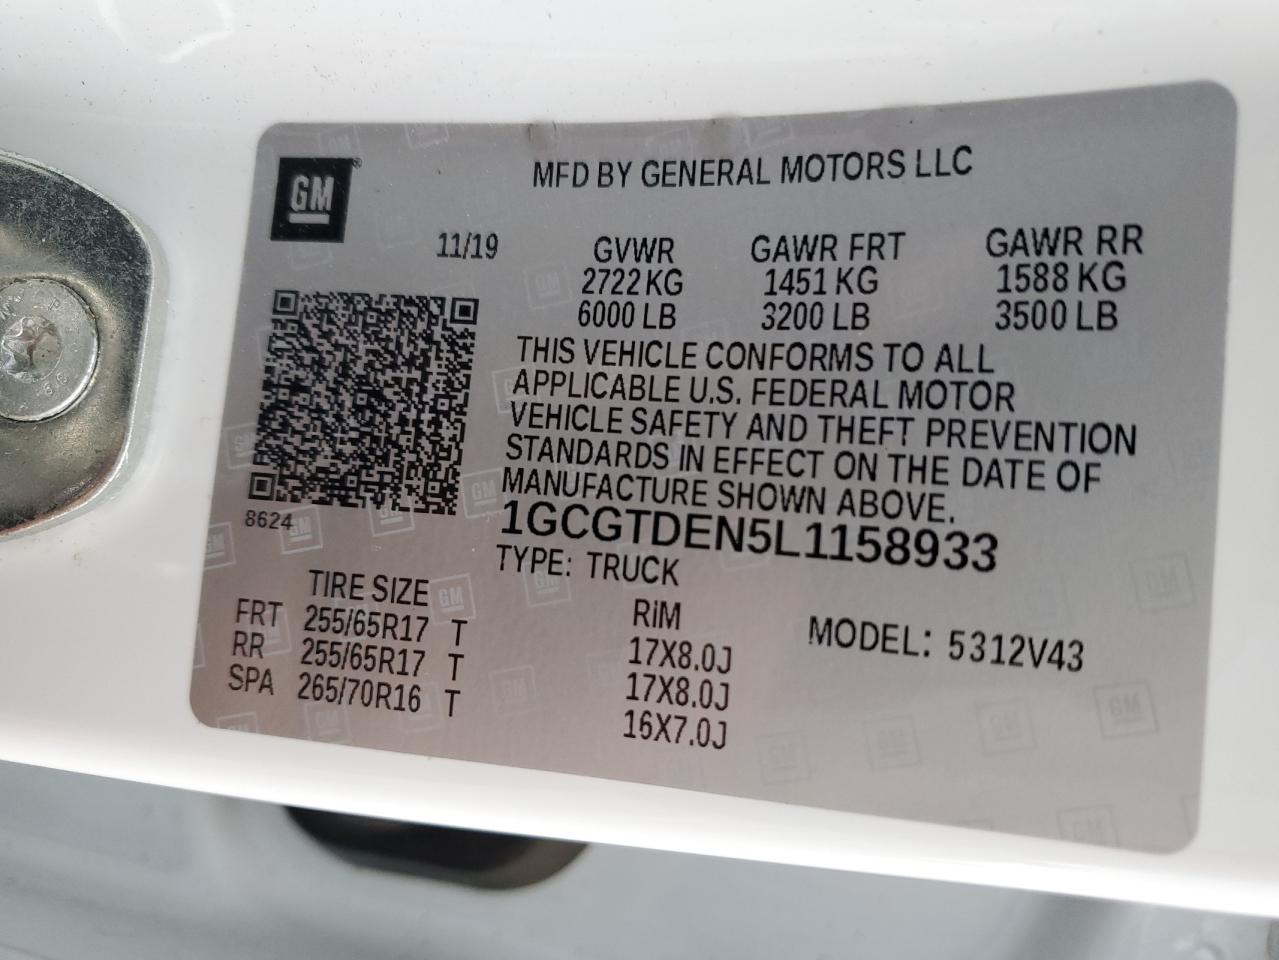 GM
®
MFD BY GENERAL MOTORS LLC
11/19
GVWR GAWR FRT GAWR RR
2722 KG 1451 KG 1588 KG
6000 LB 3200 LB 3500 LB
THIS VEHICLE CONFORMS TO ALL
APPLICABLE U.S. FEDERAL MOTOR
VEHICLE SAFETY AND THEFT PREVENTION
STANDARDS IN EFFECT ON THE DATE OF
MANUFACTURE SHOWN ABOVE.
8624
1GCGTDEN5L1158933
TYPE: TRUCK
TIRE SIZE RiM MODEL: 5312V43
FRT 255/65R17 T 17X8.0J
RR 255/65R17 T 17X8.0J
SPA 265/70R16 T 16X7.0J